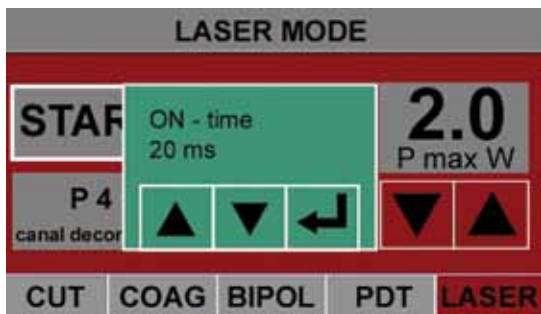 LASER MODE
STAR
ON - time
20 ms
2.0
P max W
P 4
canal decor
CUT COAG BIPOL PDT LASER